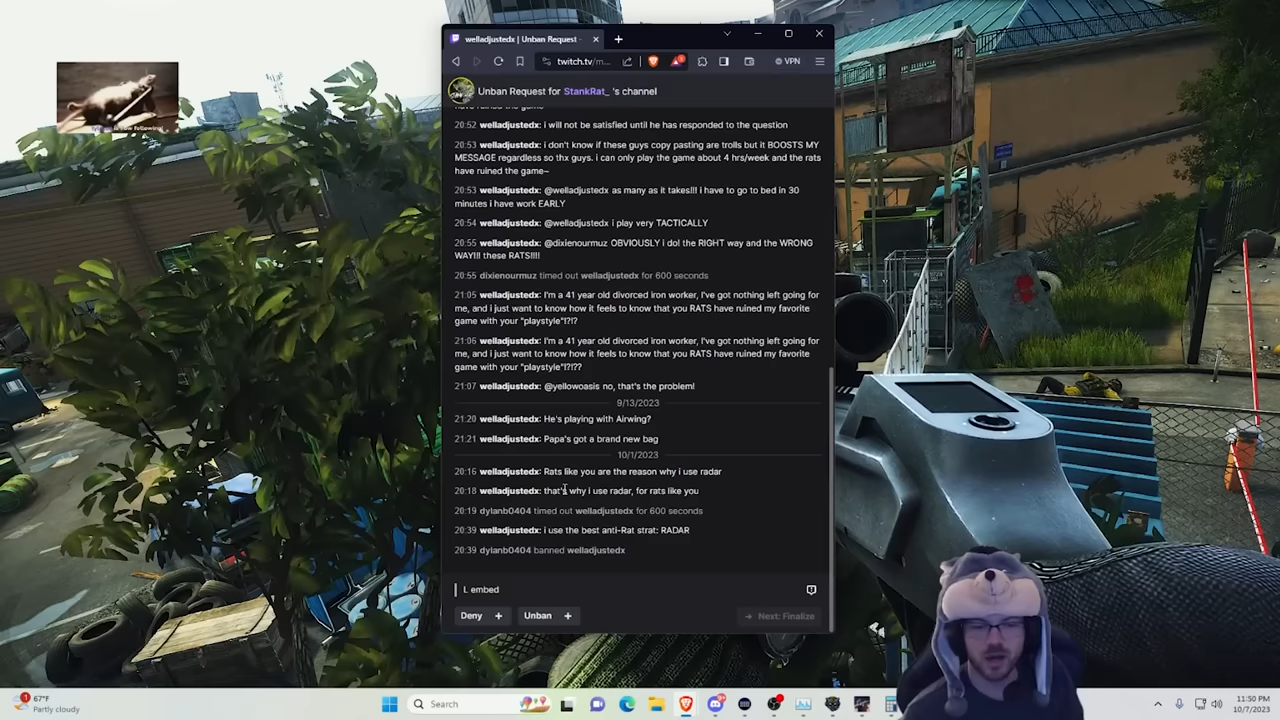 welladjustedx | Unban Request -
twitch.tv/m...
VPN
Unban Request for StankRat_ 's channel
20:52 welladjustedx: i will not be satisfied until he has responded to the question
20:53 welladjustedx: i don't know if these guys copy pasting are trolls but it BOOSTS MY
MESSAGE regardless so thx guys. i can only play the game about 4 hrs/week and the rats
have ruined the game~
20:53 welladjustedx: @welladjustedx as many as it takes!!! i have to go to bed in 30
minutes i have work EARLY
20:54 welladjustedx: @welladjustedx i play very TACTICALLY
20:55 welladjustedx: @dixienourmuz OBVIOUSLY i do! the RIGHT way and the WRONG
WAY!!! these RATS!!!!
20:55 dixienourmuz timed out welladjustedx for 600 seconds
21:05 welladjustedx: I'm a 41 year old divorced iron worker, I've got nothing left going for
me, and i just want to know how it feels to know that you RATS have ruined my favorite
game with your "playstyle"!?!?
21:06 welladjustedx: I'm a 41 year old divorced iron worker, I've got nothing left going for
me, and i just want to know how it feels to know that you RATS have ruined my favorite
game with your "playstyle"!?!??
21:07 welladjustedx: @yellowoasis no, that's the problem!
9/13/2023
21:20 welladjustedx: He's playing with Airwing?
21:21 welladjustedx: Papa's got a brand new bag
10/1/2023
20:16 welladjustedx: Rats like you are the reason why i use radar
20:18 welladjustedx: that's why i use radar, for rats like you
20:19 dylanb0404 timed out welladjustedx for 600 seconds
20:39 welladjustedx: i use the best anti-Rat strat: RADAR
20:39 dylanb0404 banned welladjustedx
L embed
Deny + Unban + Next: Finalize
is now Following!
67°F
Partly cloudy
Search
11:50 PM
10/7/2023